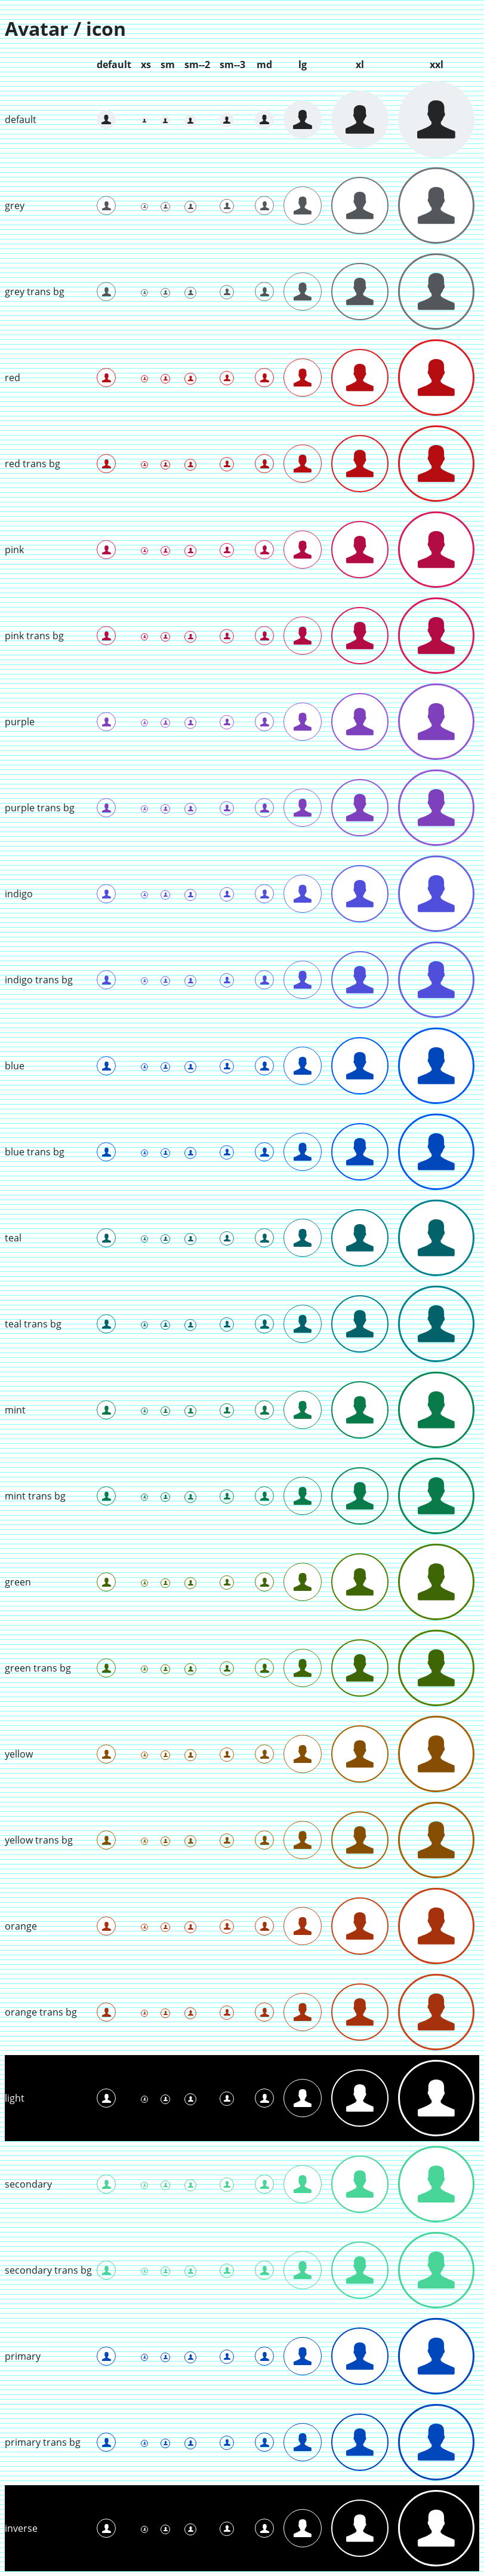 Avatar / icon
default xs sm sm--2 sm--3 md lg xl xxl
default
grey
grey trans bg
red
red trans bg
pink
pink trans bg
purple
purple trans bg
indigo
indigo trans bg
blue
blue trans bg
teal
teal trans bg
mint
mint trans bg
green
green trans bg
yellow
yellow trans bg
orange
orange trans bg
light
secondary
secondary trans bg
primary
primary trans bg
inverse